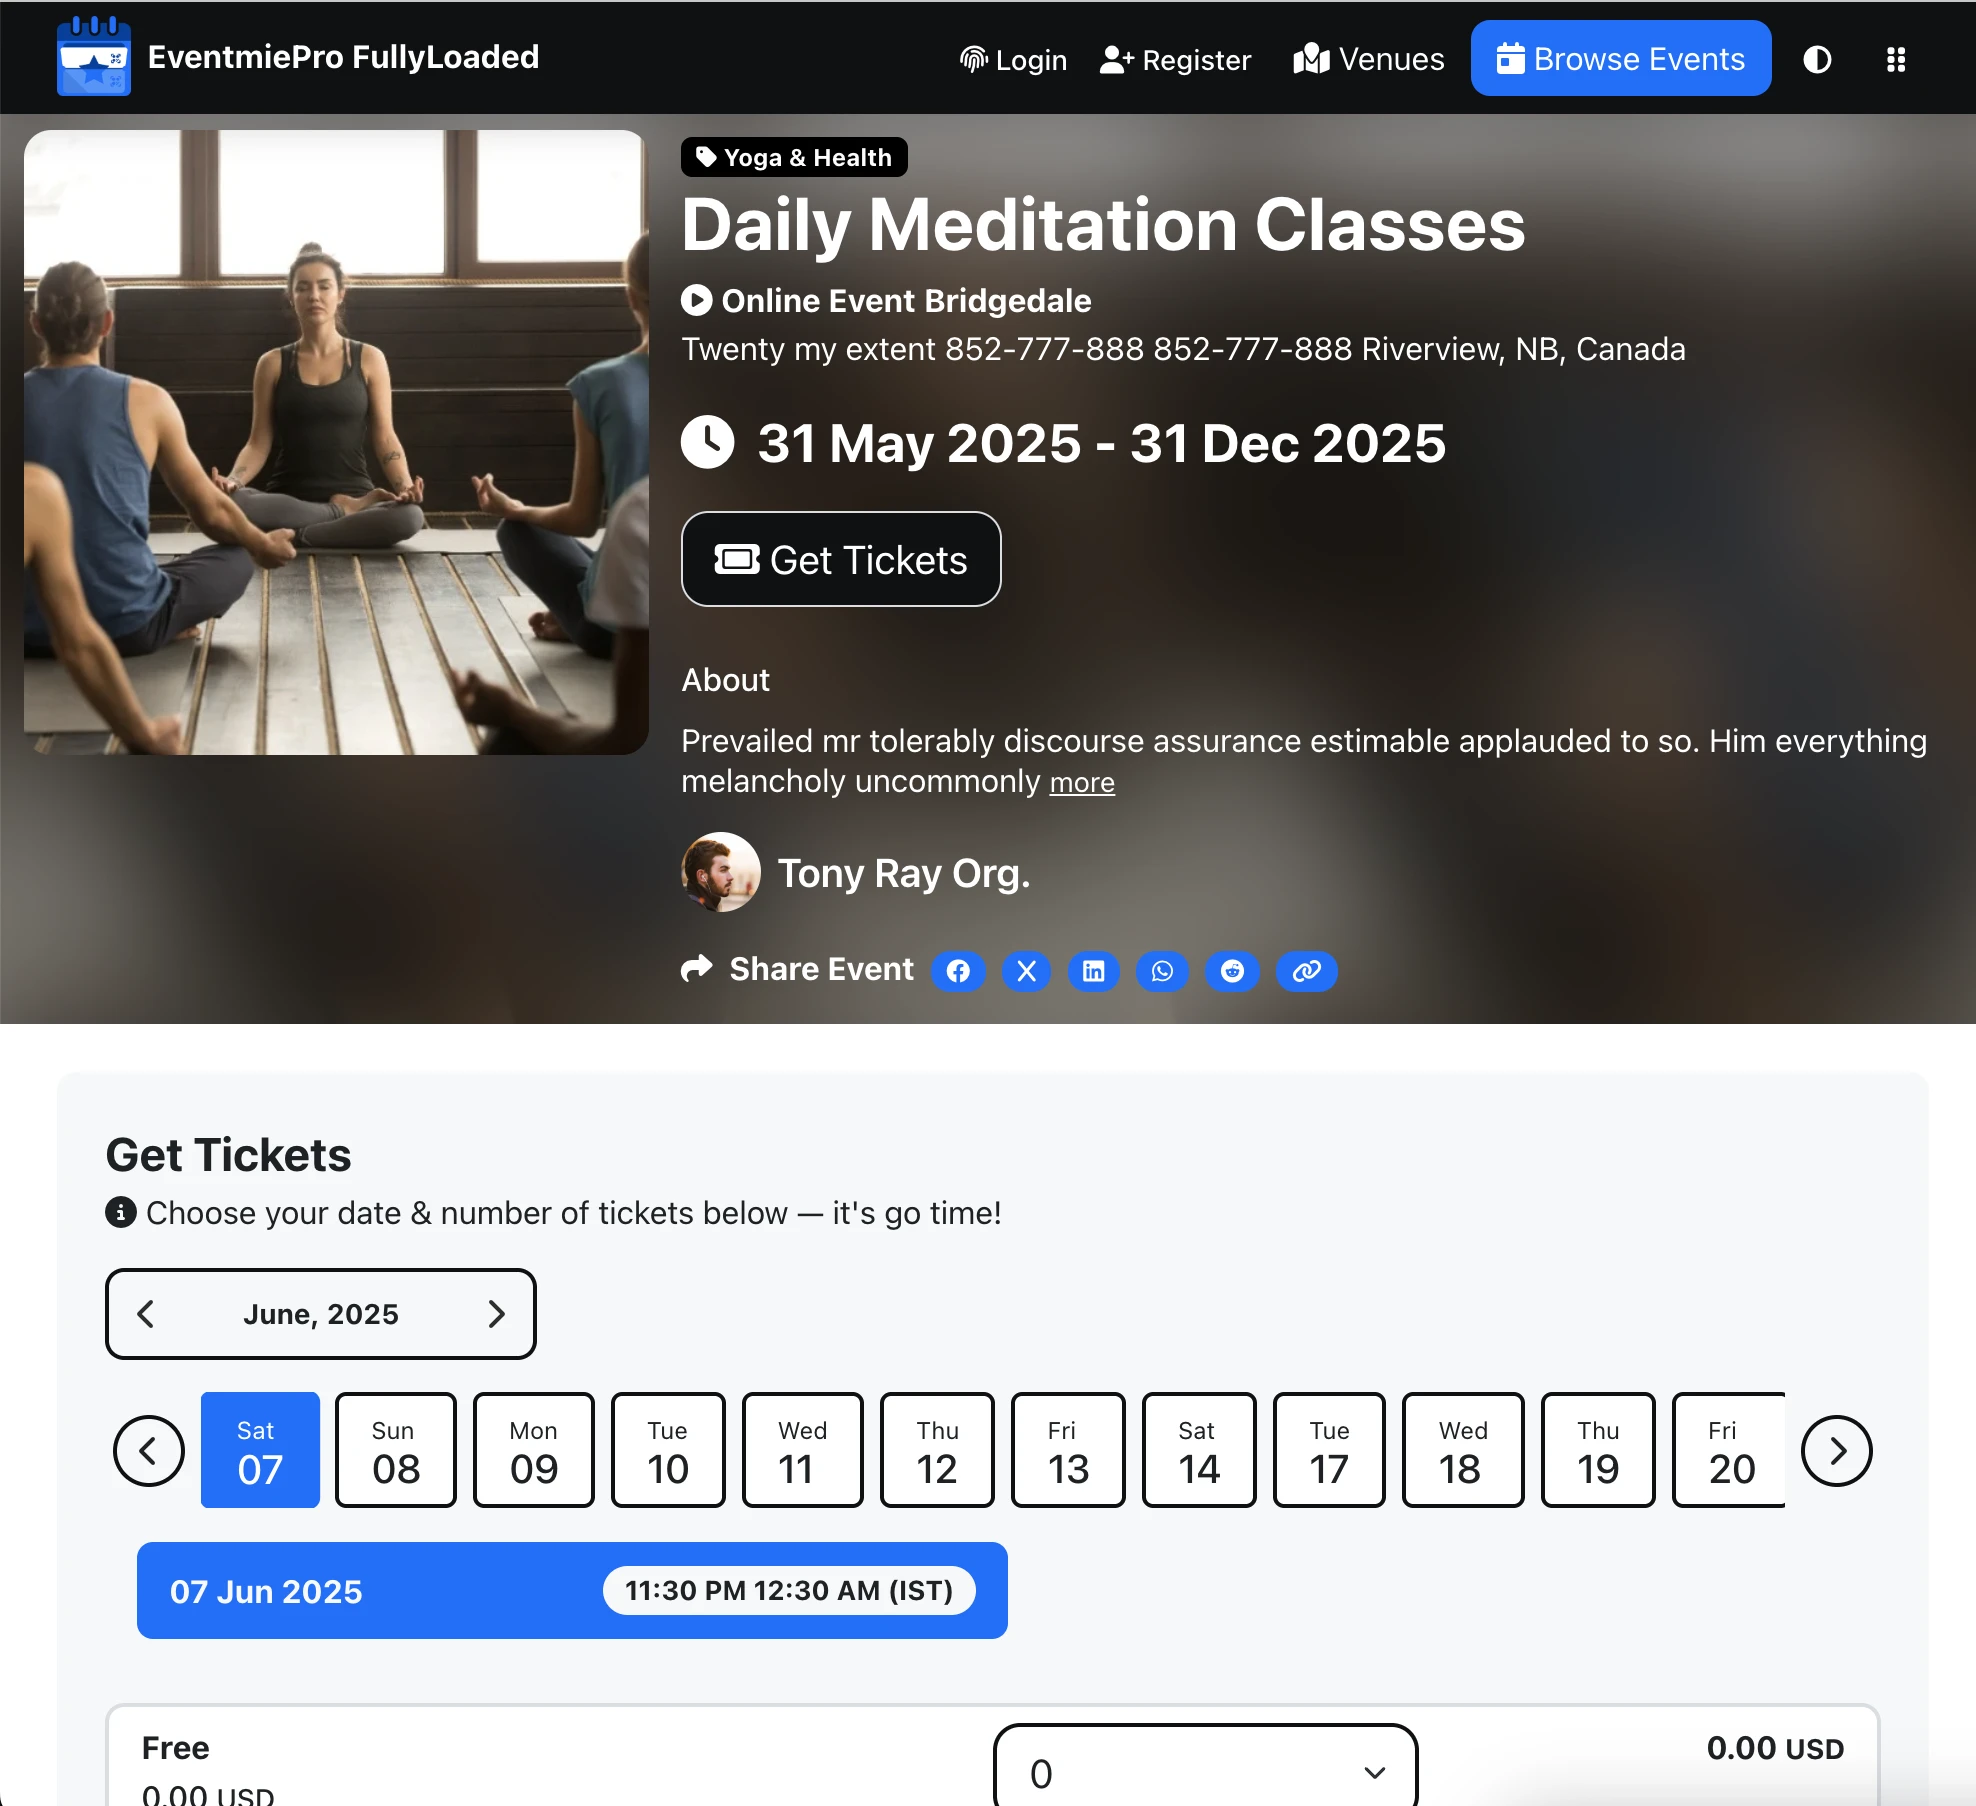 EventmiePro FullyLoaded
Login
Register
Venues
Browse Events
Yoga & Health
Daily Meditation Classes
Online Event Bridgedale
Twenty my extent 852-777-888 852-777-888 Riverview, NB, Canada
31 May 2025 - 31 Dec 2025
Get Tickets
About
Prevailed mr tolerably discourse assurance estimable applauded to so. Him everything
melancholy uncommonly more
Tony Ray Org.
Share Event
Get Tickets
Choose your date & number of tickets below — it's go time!
June, 2025
Sat Sun Mon Tue Wed Thu Fri Sat Tue Wed Thu Fri
07 08 09 10 11 12 13 14 17 18 19 20
07 Jun 2025 11:30 PM 12:30 AM (IST)
Free 0 0.00 USD
0.00 USD